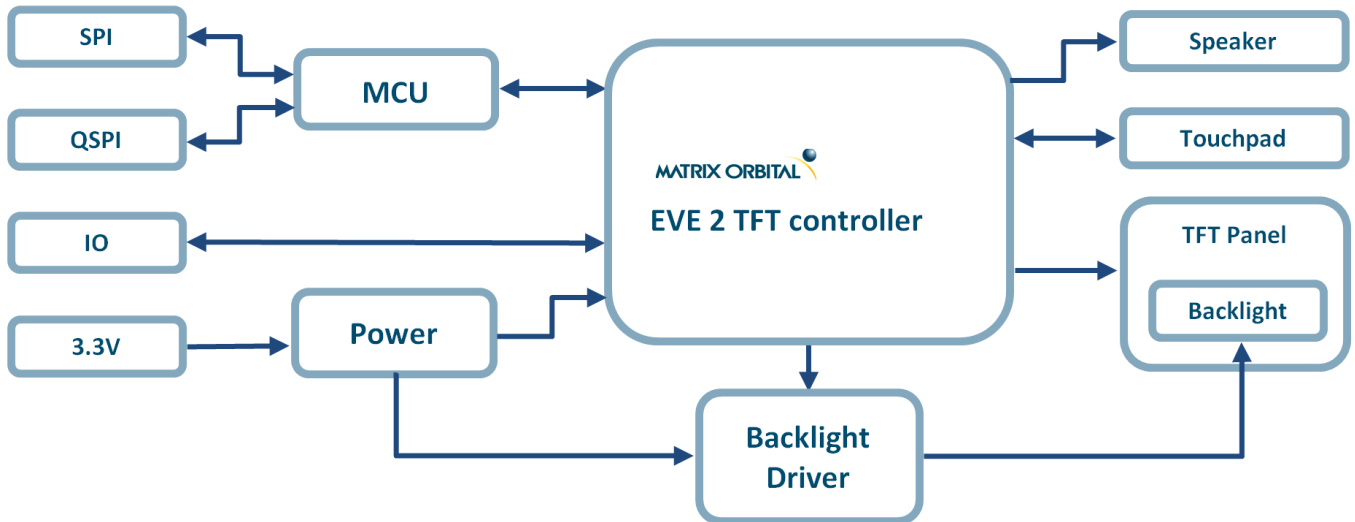 SPI
QSPI
MCU
IO
3.3V
Power
MATRIX ORBITAL
EVE 2 TFT controller
Backlight
Driver
Speaker
Touchpad
TFT Panel
Backlight